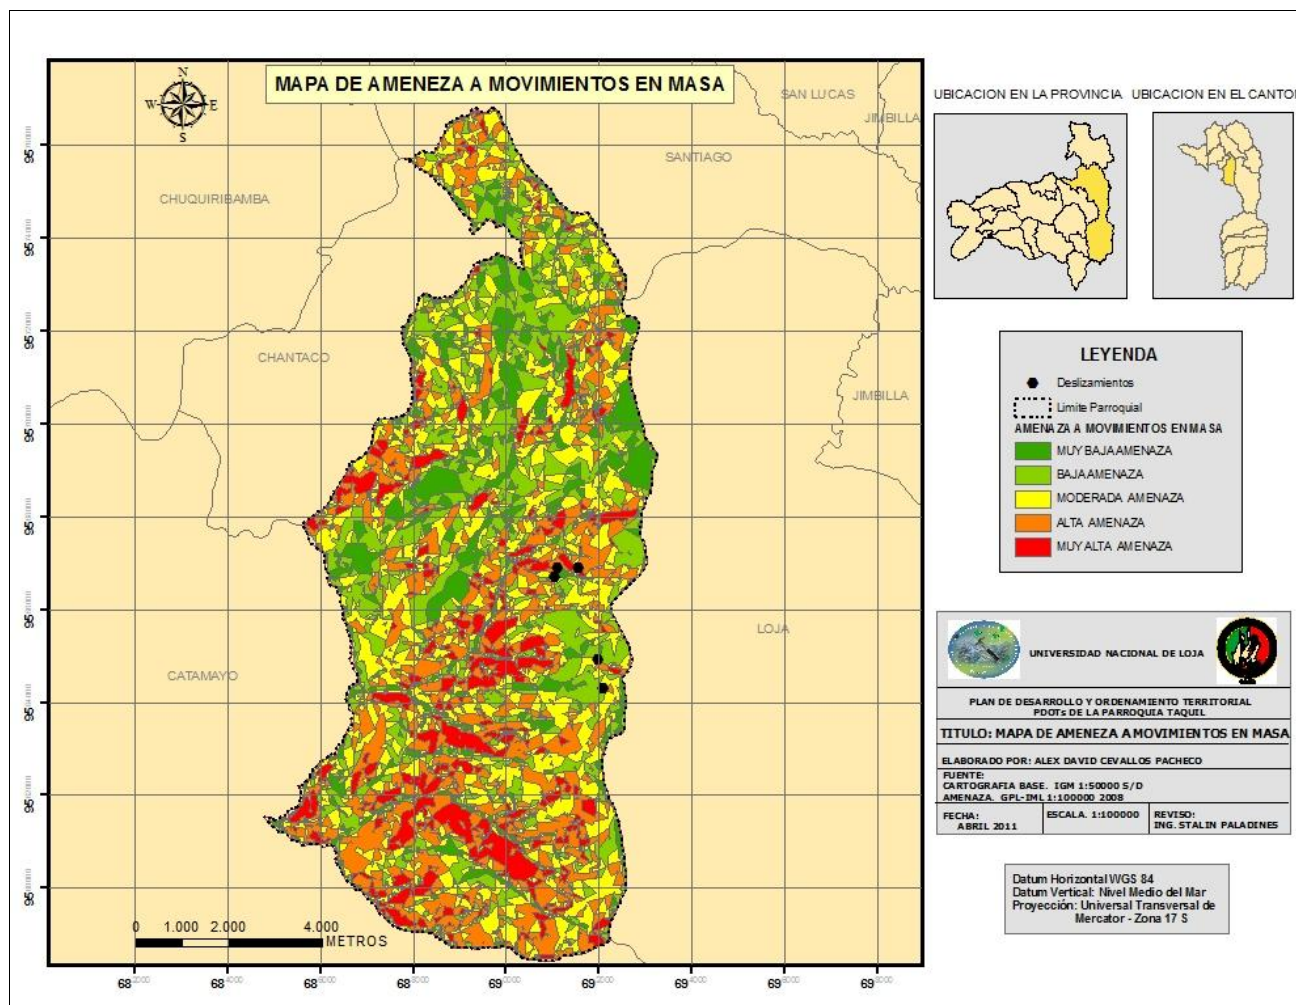 MAPA DE AMENEZA A MOVIMIENTOS EN MASA
N
W E
S
SAN LUCAS
JIMBILLA
SANTIAGO
CHUQUIRIBAMBA
CHANTACO
JIMBILLA
LOJA
CATAMAYO
0 1.000 2.000 4.000
METROS
UBICACION EN LA PROVINCIA
UBICACION EN EL CANTON
LEYENDA
Deslizamientos
Limite Parroquial
AMENAZA A MOVIMIENTOS EN MASA
MUY BAJA AMENAZA
BAJA AMENAZA
MODERADA AMENAZA
ALTA AMENAZA
MUY ALTA AMENAZA
UNIVERSIDAD NACIONAL DE LOJA
PLAN DE DESARROLLO Y ORDENAMIENTO TERRITORIAL
PDOTs DE LA PARROQUIA TAQUIL
TITULO: MAPA DE AMENEZA A MOVIMIENTOS EN MASA
ELABORADO POR: ALEX DAVID CEVALLOS PACHECO
FUENTE:
CARTOGRAFIA BASE. IGM 1:50000 S/D
AMENAZA. GPL-IML 1:100000 2008
FECHA:
ABRIL 2011
ESCALA. 1:100000
REVISO:
ING. STALIN PALADINES
Datum Horizontal WGS 84
Datum Vertical: Nivel Medio del Mar
Proyección: Universal Transversal de
Mercator - Zona 17 S